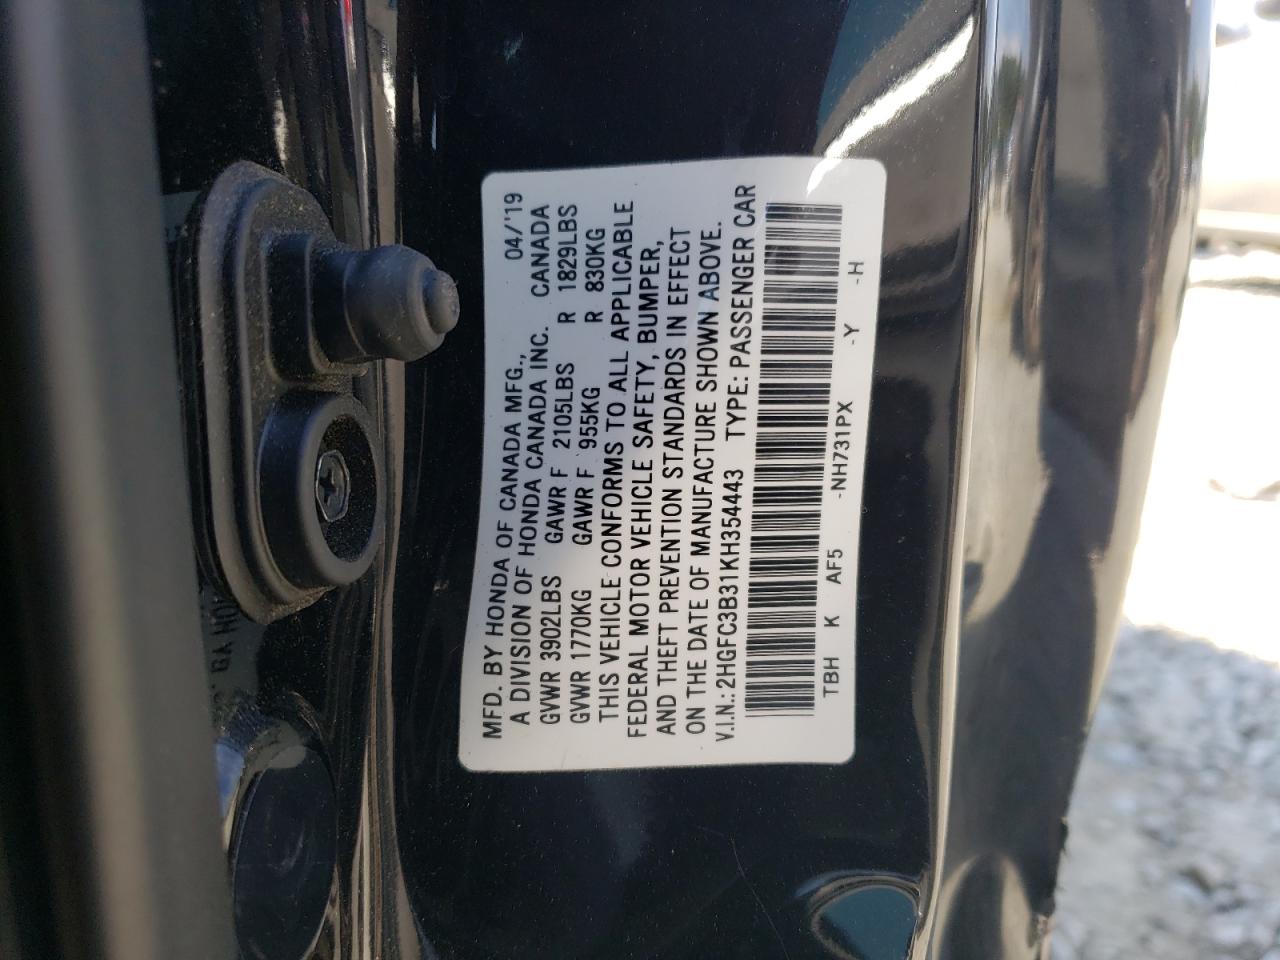 MFD. BY HONDA OF CANADA MFG., 04/'19
A DIVISION OF HONDA CANADA INC. CANADA
GVWR 3902LBS GAWR F 2105LBS R 1829LBS
GVWR 1770KG GAWR F 955KG R 830KG
THIS VEHICLE CONFORMS TO ALL APPLICABLE
FEDERAL MOTOR VEHICLE SAFETY, BUMPER,
AND THEFT PREVENTION STANDARDS IN EFFECT
ON THE DATE OF MANUFACTURE SHOWN ABOVE.
V.I.N.:2HGFC3B31KH354443 TYPE: PASSENGER CAR
TBH K AF5 -NH731PX -Y -H